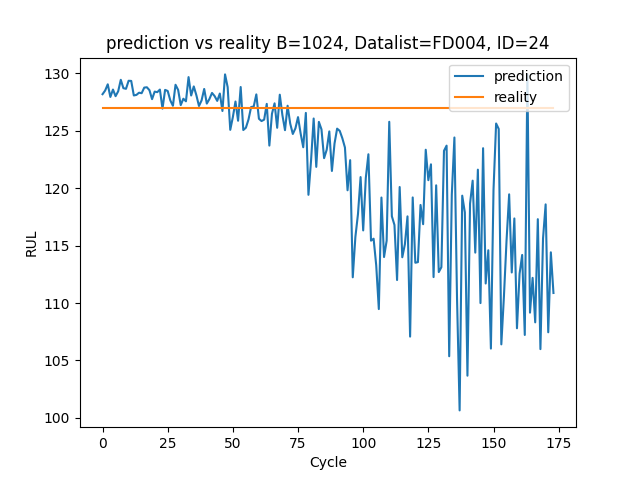 prediction vs reality B=1024, Datalist=FD004, ID=24
prediction
reality
130
125
120
115
110
105
100
RUL
0 25 50 75 100 125 150 175
Cycle